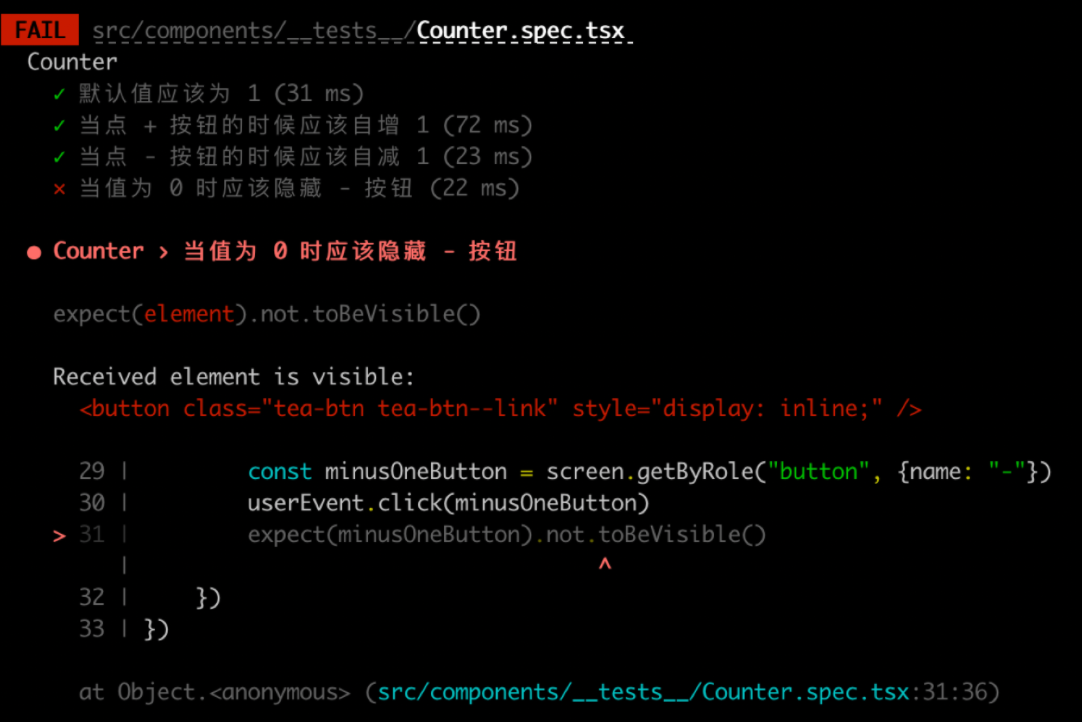 FAIL src/components/__tests__/Counter.spec.tsx
Counter
✓ 默认值应该为 1 (31 ms)
✓ 当点 + 按钮的时候应该自增 1 (72 ms)
✓ 当点 - 按钮的时候应该自减 1 (23 ms)
✕ 当值为 0 时应该隐藏 - 按钮 (22 ms)
● Counter › 当值为 0 时应该隐藏 - 按钮
expect(element).not.toBeVisible()
Received element is visible:
<button class="tea-btn tea-btn--link" style="display: inline;" />
29 | const minusOneButton = screen.getByRole("button", {name: "-"})
30 | userEvent.click(minusOneButton)
> 31 | expect(minusOneButton).not.toBeVisible()
| ^
32 | })
33 | })
at Object.<anonymous> (src/components/__tests__/Counter.spec.tsx:31:36)